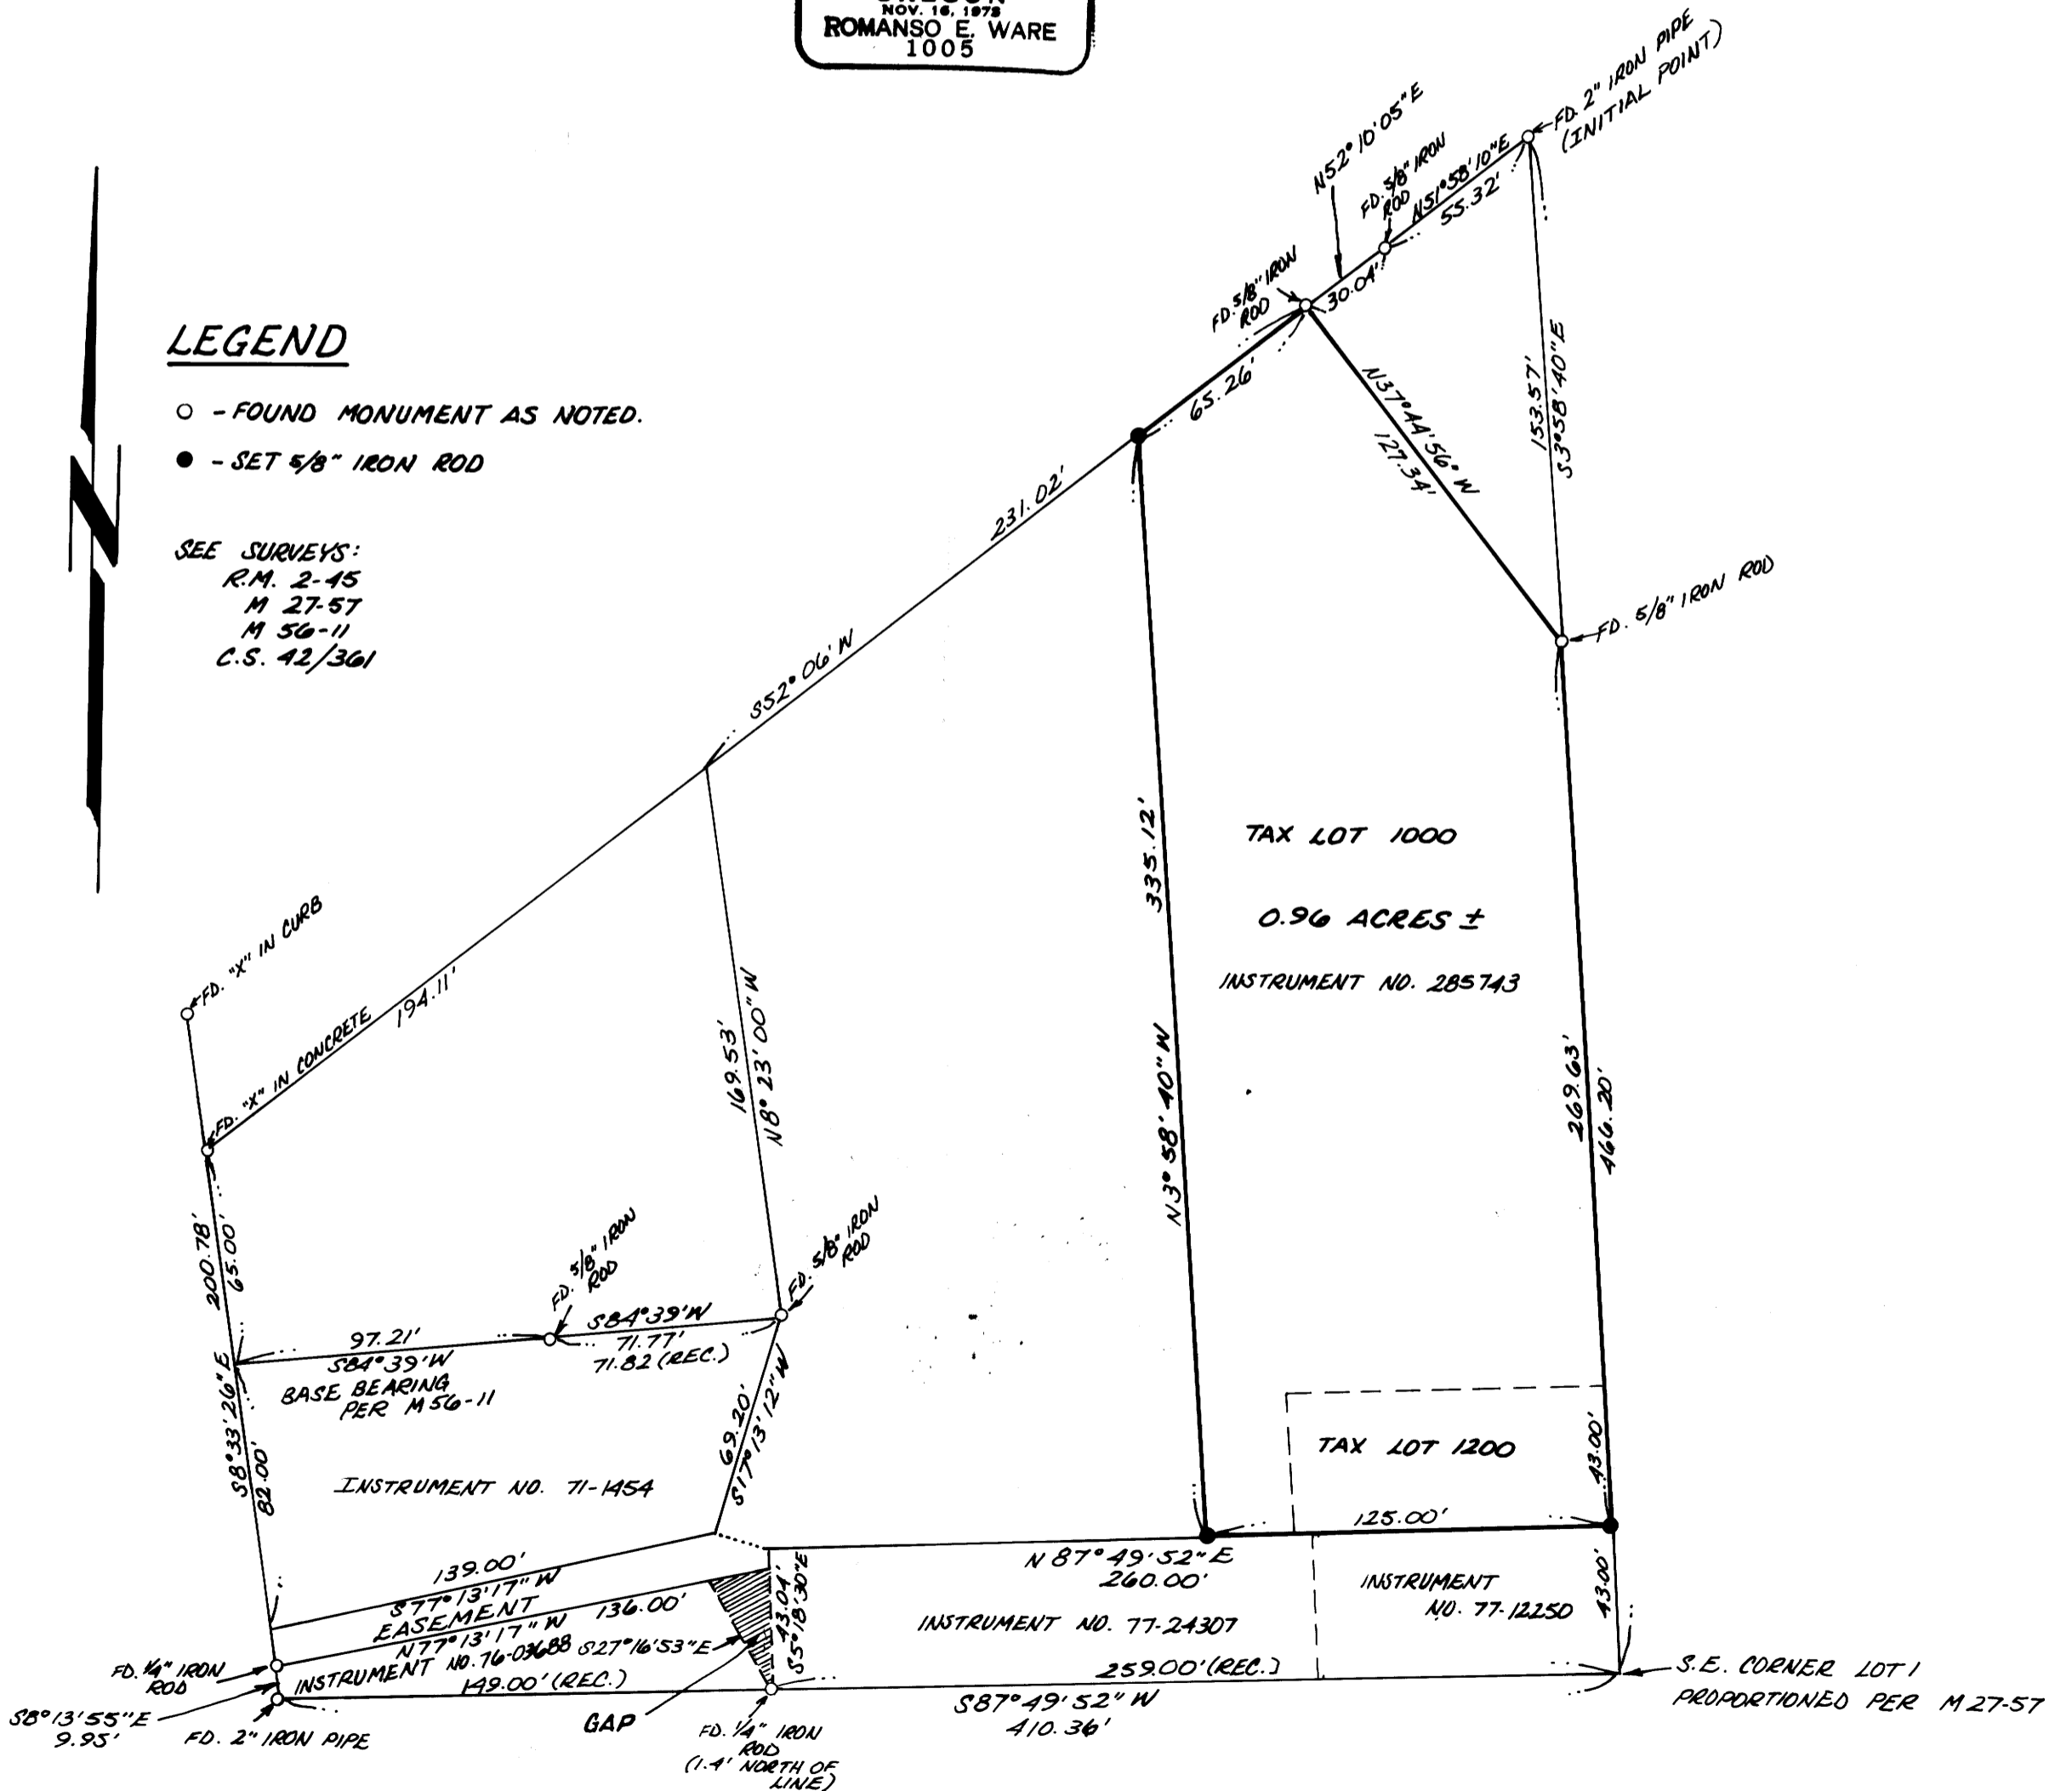 NOV. 16, 1973
ROMANSO E. WARE
1005
FD. 2" IRON PIPE
(INITIAL POINT)
N52°10'05"E
FD. 5/8" IRON
ROD
N51°58'10"E
55.32'
FD. 5/8" IRON
ROD
30.04'
65.26'
N37°44'56"W
127.34'
153.57'
S3°58'40"E
LEGEND
○ - FOUND MONUMENT AS NOTED.
● - SET 5/8" IRON ROD
N
SEE SURVEYS:
R.M. 2-45
M 27-57
M 56-11
C.S. 42/361
231.02'
S52°06'W
FD. 5/8" IRON ROD
TAX LOT 1000
0.96 ACRES ±
INSTRUMENT NO. 285743
335.12'
N3°58'40"W
269.63'
466.20'
FD. "X" IN CURB
FD. "X" IN CONCRETE
194.11'
169.53'
N8°23'00"W
200.78'
65.00'
FD. 5/8" IRON
ROD
FD. 5/8" IRON
ROD
97.21'
S84°39'W
BASE BEARING
PER M56-11
S84°39'W
71.77'
71.82 (REC.)
S8°33'26"E
82.00'
69.20'
S17°13'12"W
INSTRUMENT NO. 71-1454
TAX LOT 1200
43.00'
125.00'
139.00'
S77°13'17"W
EASEMENT
N77°13'17"W 136.00'
INSTRUMENT NO. 76-03688 S27°16'53"E
149.00' (REC.)
43.04'
S5°18'30"E
N 87°49'52"E
260.00'
INSTRUMENT NO. 77-24307
INSTRUMENT
NO. 77-12250
43.00'
259.00' (REC.)
S87°49'52"W
410.36'
FD. 1/4" IRON
ROD
S8°13'55"E
9.95'
FD. 2" IRON PIPE
GAP
FD. 1/4" IRON
ROD
(1.4' NORTH OF
LINE)
S.E. CORNER LOT 1
PROPORTIONED PER M27-57